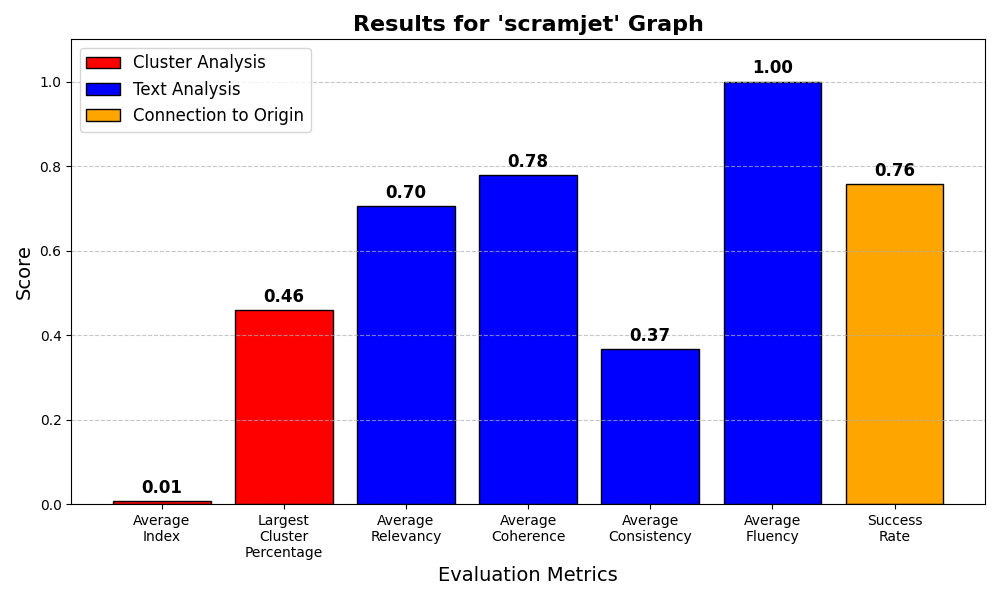 Results for 'scramjet' Graph
Cluster Analysis
Text Analysis
Connection to Origin
Score
1.0
0.8
0.6
0.4
0.2
0.0
0.01
0.46
0.70
0.78
0.37
1.00
0.76
Average
Index
Largest
Cluster
Percentage
Average
Relevancy
Average
Coherence
Average
Consistency
Average
Fluency
Success
Rate
Evaluation Metrics